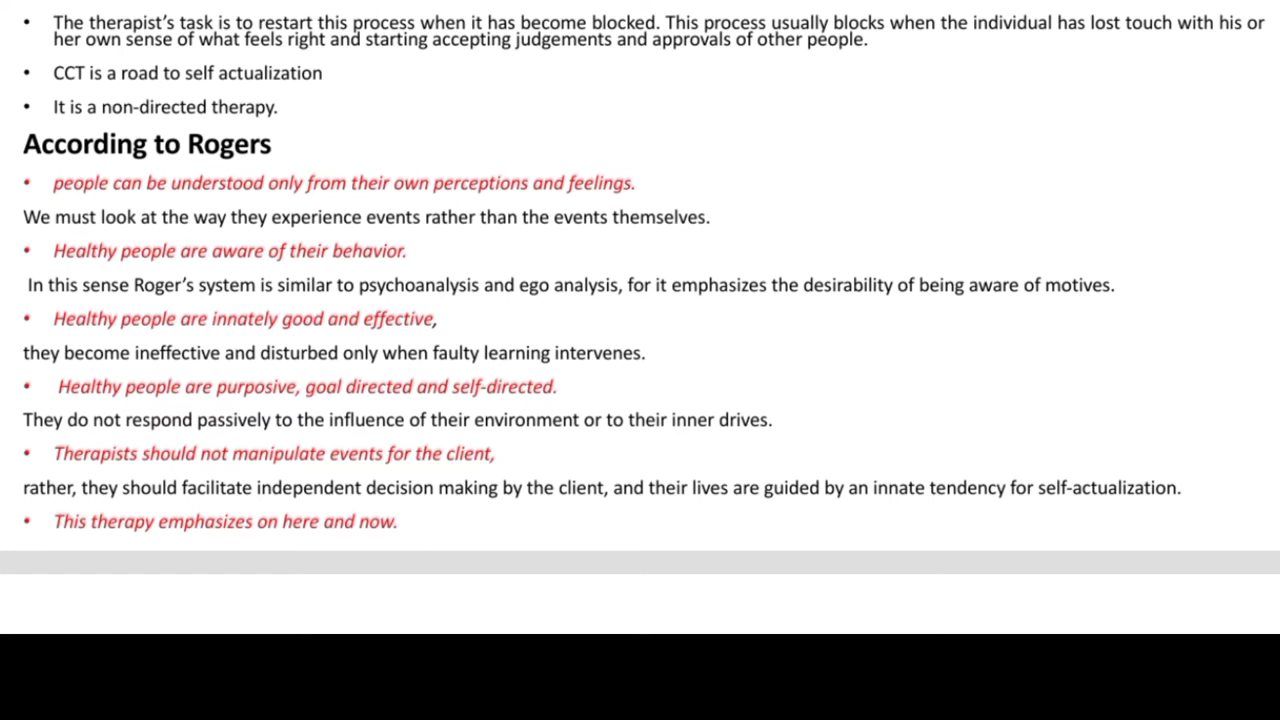 • The therapist's task is to restart this process when it has become blocked. This process usually blocks when the individual has lost touch with his or
her own sense of what feels right and starting accepting judgements and approvals of other people.
• CCT is a road to self actualization
• It is a non-directed therapy.
According to Rogers
• people can be understood only from their own perceptions and feelings.
We must look at the way they experience events rather than the events themselves.
• Healthy people are aware of their behavior.
In this sense Roger's system is similar to psychoanalysis and ego analysis, for it emphasizes the desirability of being aware of motives.
• Healthy people are innately good and effective,
they become ineffective and disturbed only when faulty learning intervenes.
• Healthy people are purposive, goal directed and self-directed.
They do not respond passively to the influence of their environment or to their inner drives.
• Therapists should not manipulate events for the client,
rather, they should facilitate independent decision making by the client, and their lives are guided by an innate tendency for self-actualization.
• This therapy emphasizes on here and now.